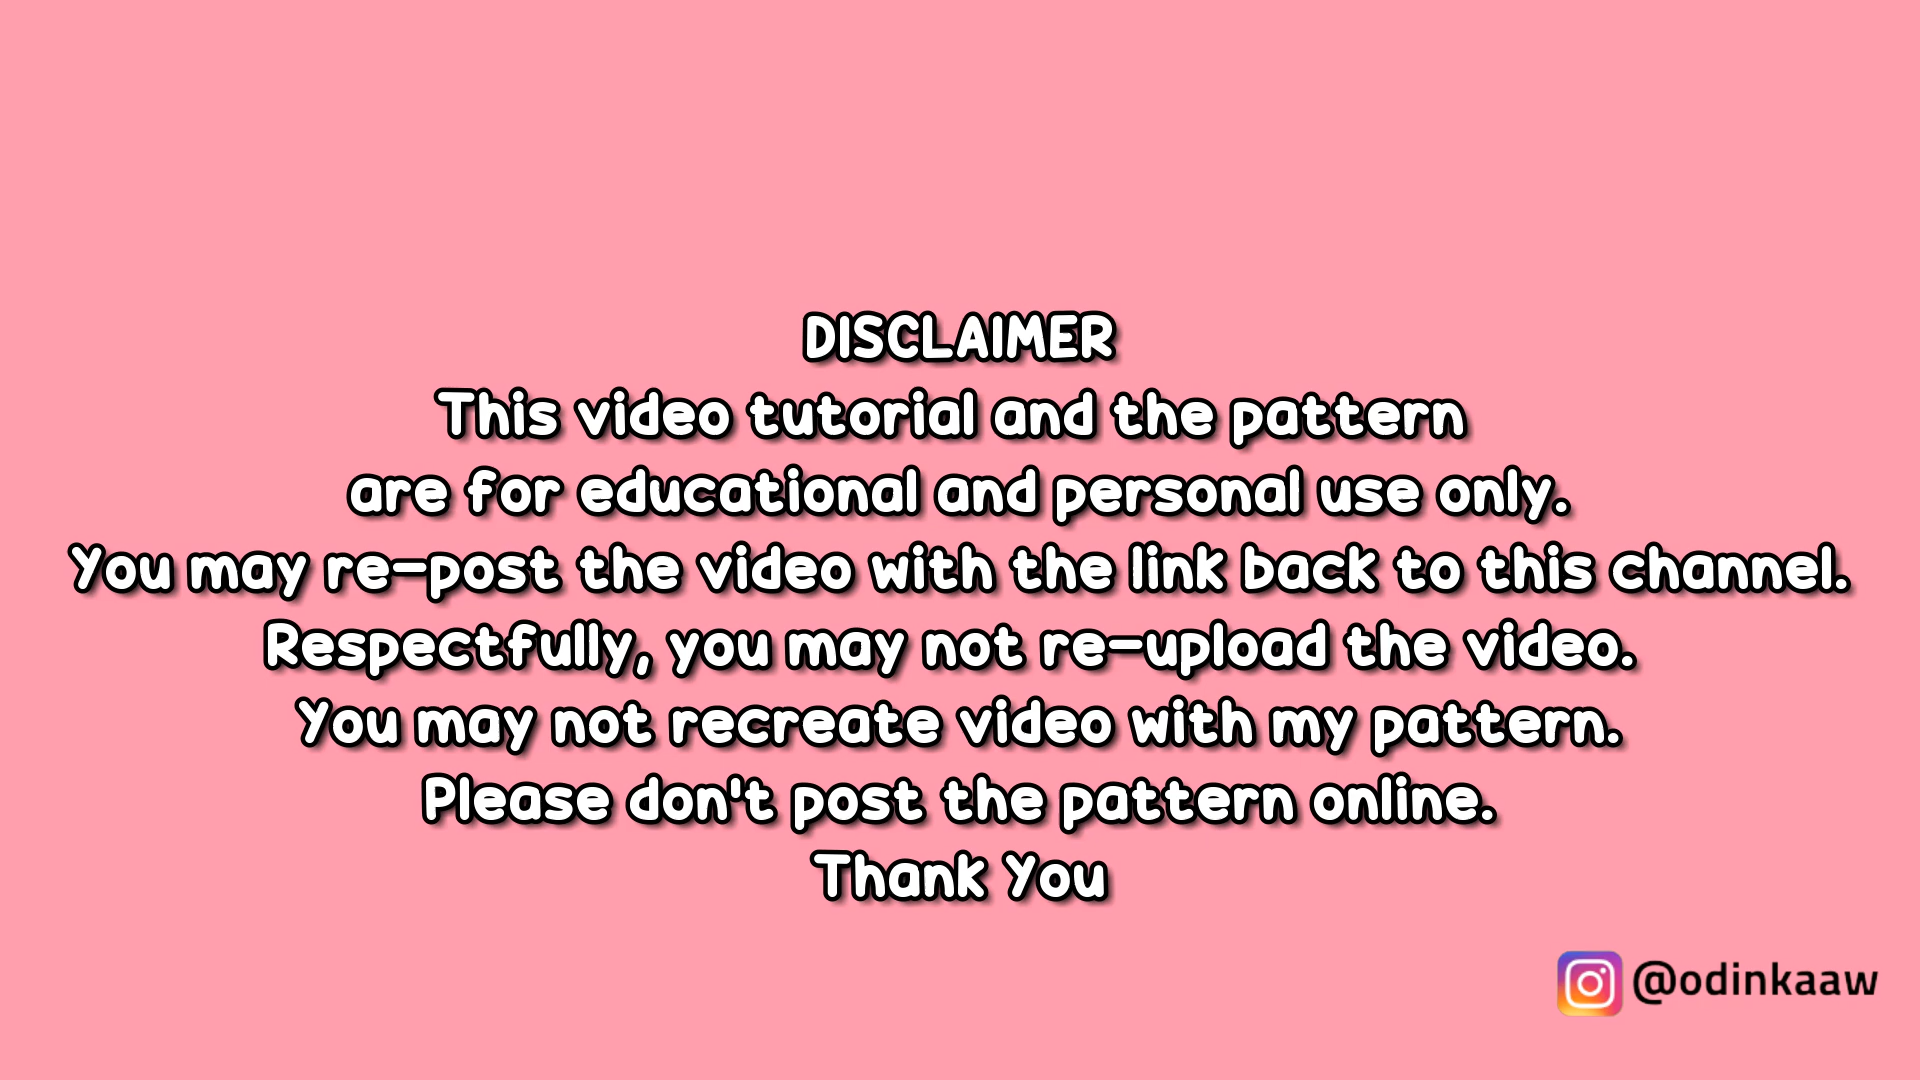 DISCLAIMER
This video tutorial and the pattern
are for educational and personal use only.
You may re-post the video with the link back to this channel.
Respectfully, you may not re-upload the video.
You may not recreate video with my pattern.
Please don't post the pattern online.
Thank You
@odinkaaw